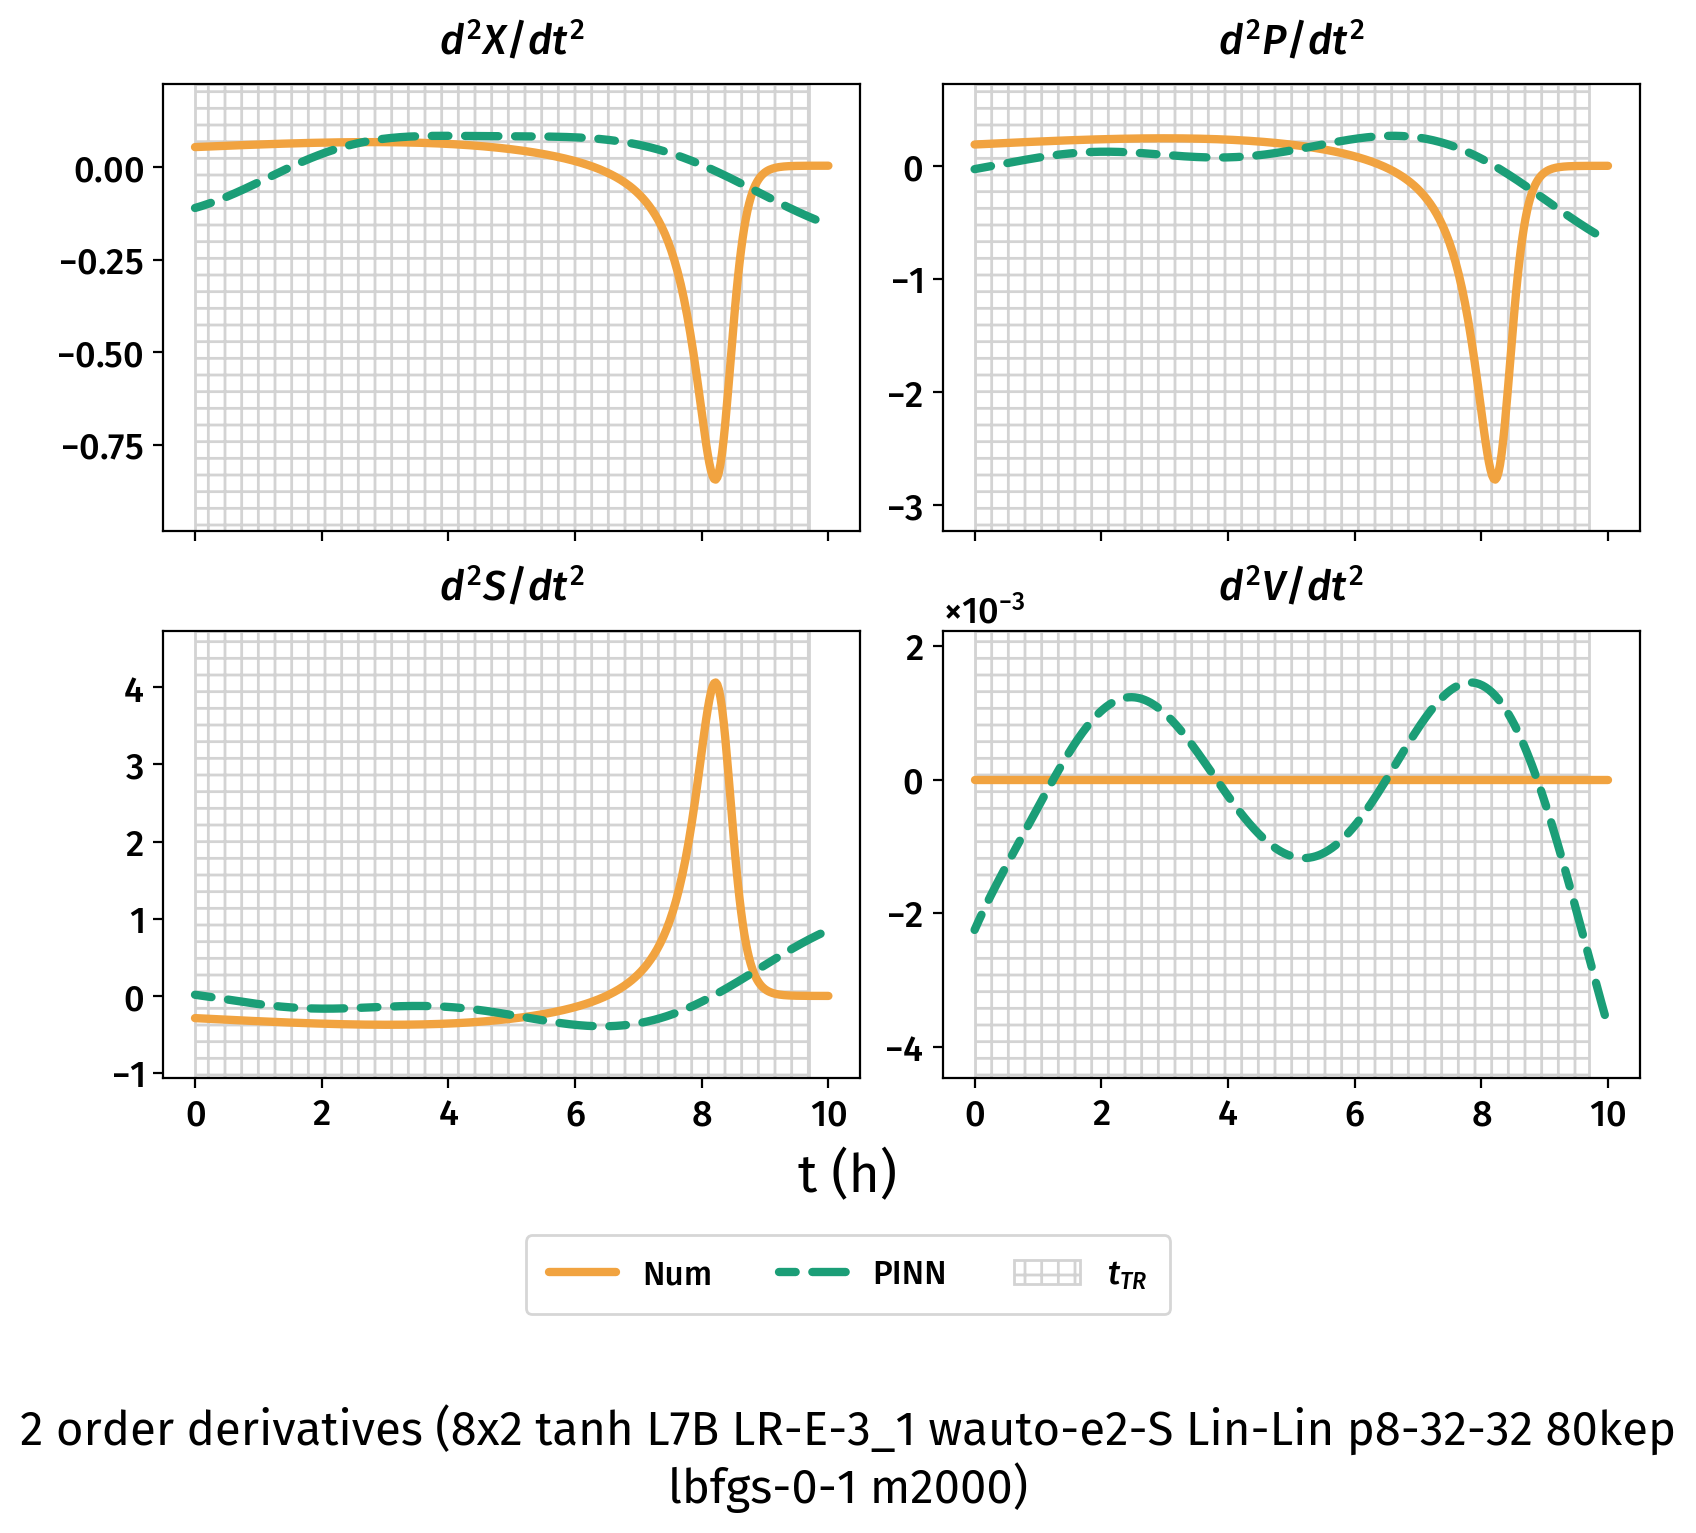 d²X/dt²
d²P/dt²
0.00
−0.25
−0.50
−0.75
0
−1
−2
−3
d²S/dt²
d²V/dt²
×10⁻³
4
3
2
1
0
−1
2
0
−2
−4
0 2 4 6 8 10
0 2 4 6 8 10
t (h)
Num PINN t_TR
2 order derivatives (8x2 tanh L7B LR-E-3_1 wauto-e2-S Lin-Lin p8-32-32 80kep
lbfgs-0-1 m2000)